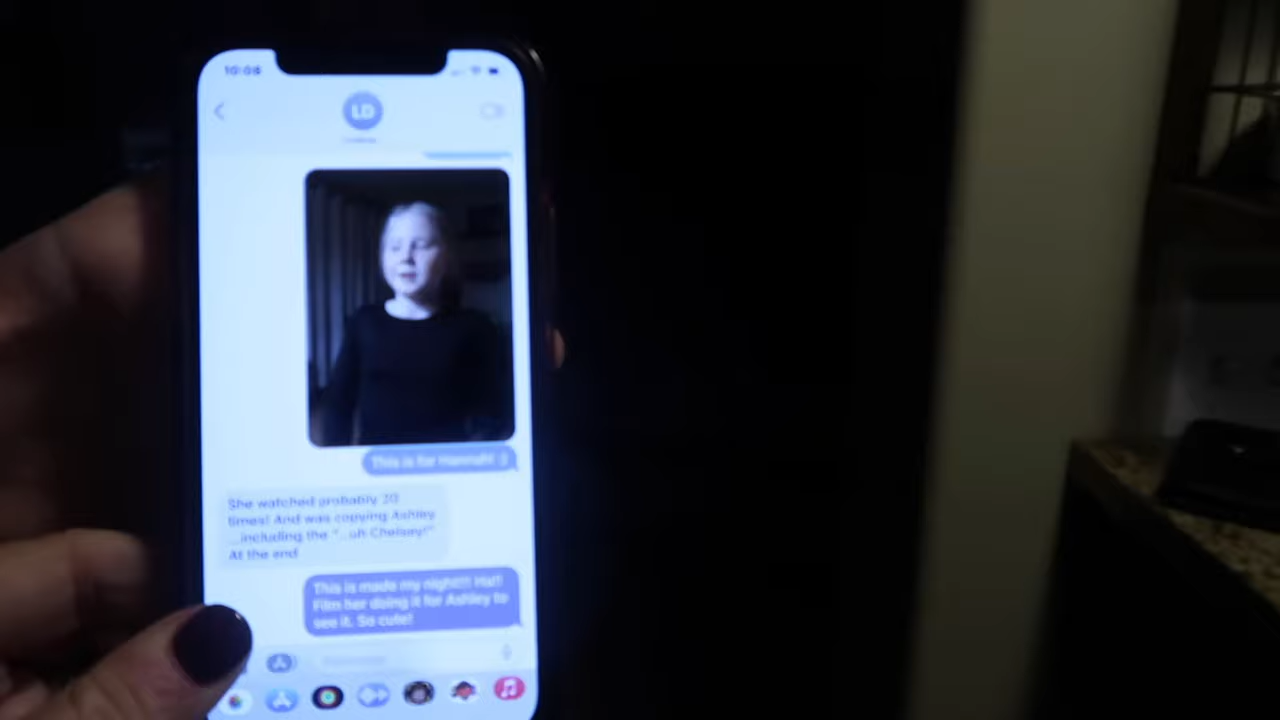 10:08
LD
This is for Hannah!! :)
She watched probably 20
times! And was copying Ashley
...including the "...uh Chelsey!"
At the end
This is made my night!!! Ha!!
Film her doing it for Ashley to
see it. So cute!